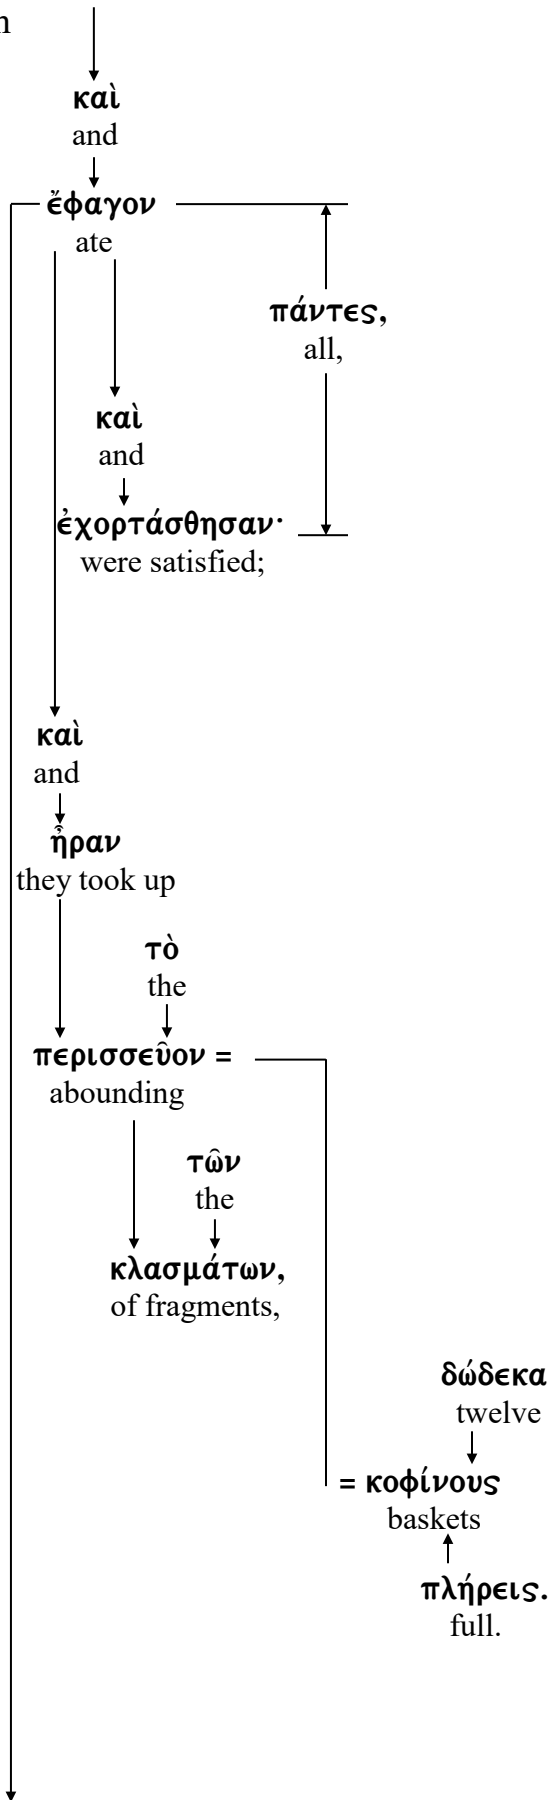 n
καὶ
and
ἔφαγον
ate
πάντες,
all,
καὶ
and
ἐχορτάσθησαν·
were satisfied;
καὶ
and
ἦραν
they took up
τὸ
the
περισσεῦον =
abounding
τῶν
the
κλασμάτων,
of fragments,
δώδεκα
twelve
= κοφίνους
baskets
πλήρεις.
full.